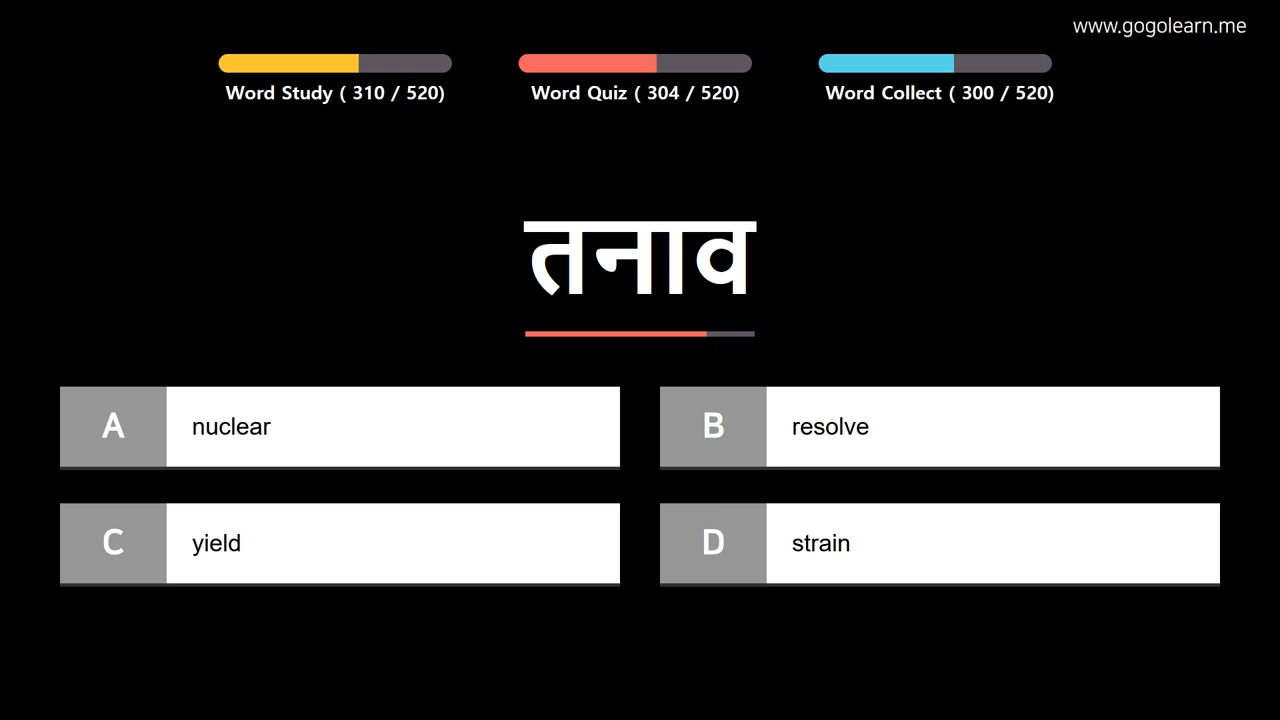 www.gogolearn.me
Word Study ( 310 / 520)
Word Quiz ( 304 / 520)
Word Collect ( 300 / 520)
तनाव
A nuclear
B resolve
C yield
D strain